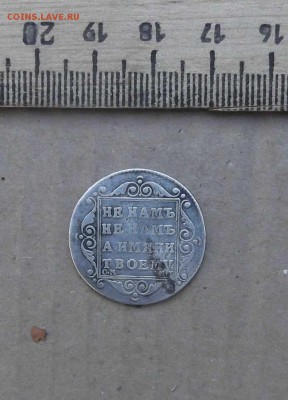 COINS.LAVE.RU
20 19 18 17 16
НЕ НАМЪ
НЕ НАМЪ
А ИМЯНИ
ТВОЕМУ